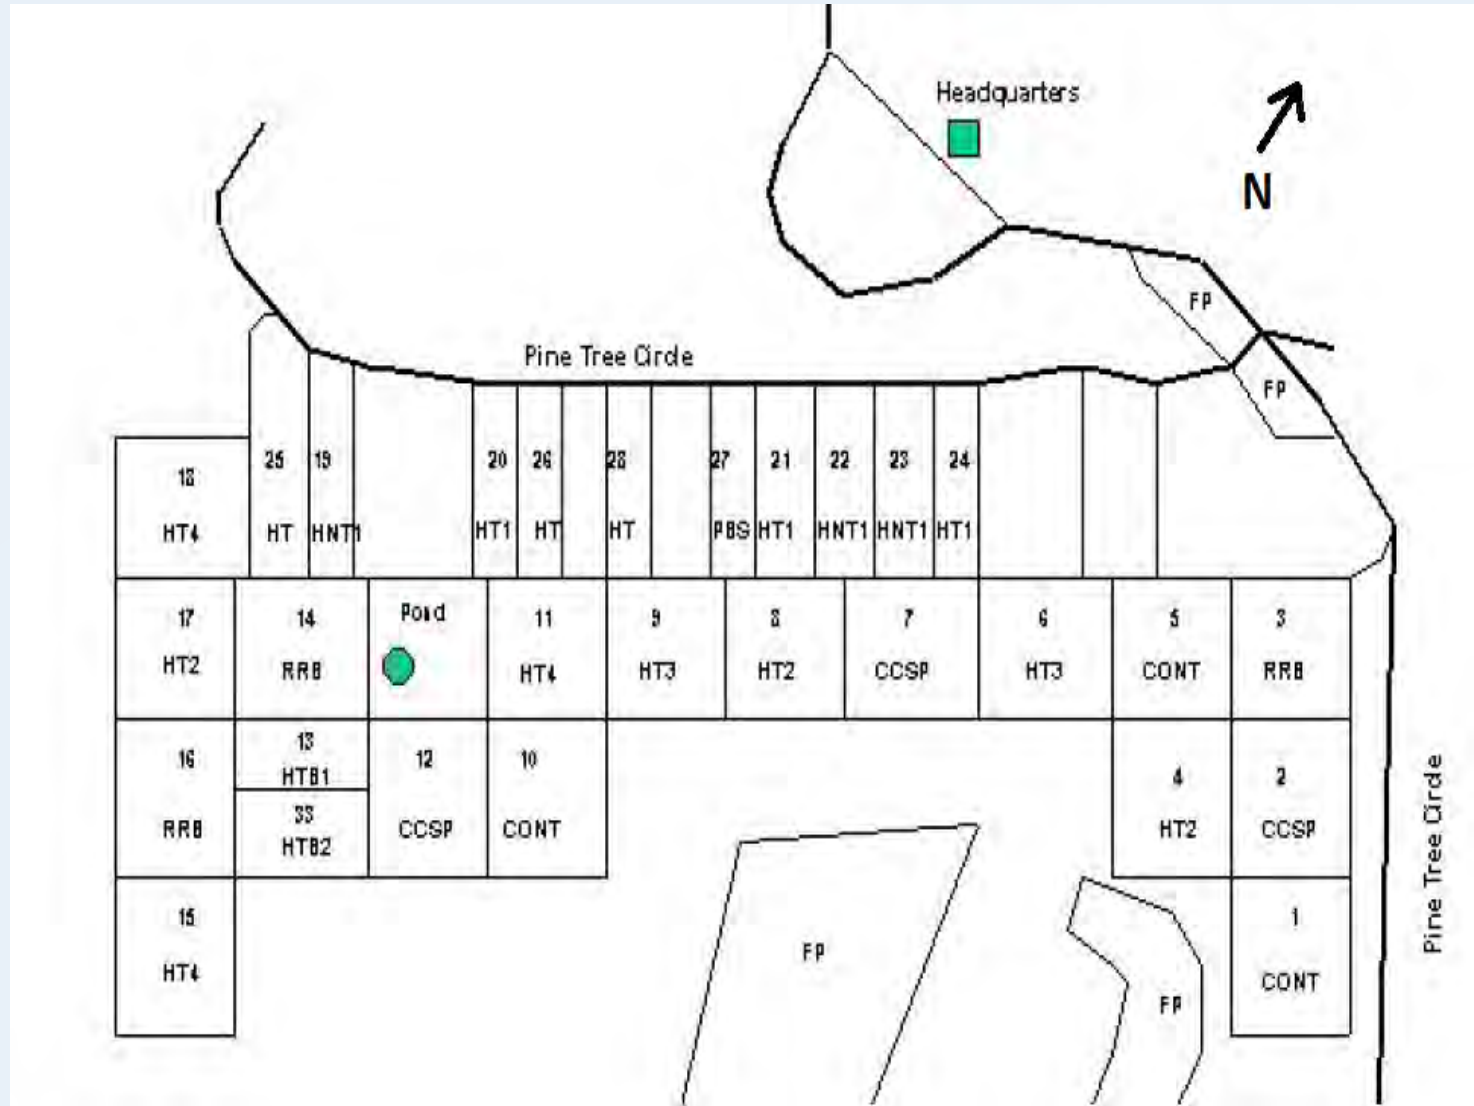 Headquarters
N
FP
Pine Tree Circle
FP
18
HT4
25
HT
19
HNT1
20
HT1
26
HT
28
HT
27
PBS
21
HT1
22
HNT1
23
HNT1
24
HT1
17
HT2
14
RRB
Pond
11
HT4
9
HT3
8
HT2
7
CCSP
6
HT3
5
CONT
3
RRB
16
RRB
13
HTB1
33
HTB2
12
CCSP
10
CONT
4
HT2
2
CCSP
Pine Tree Circle
15
HT4
FP
FP
1
CONT